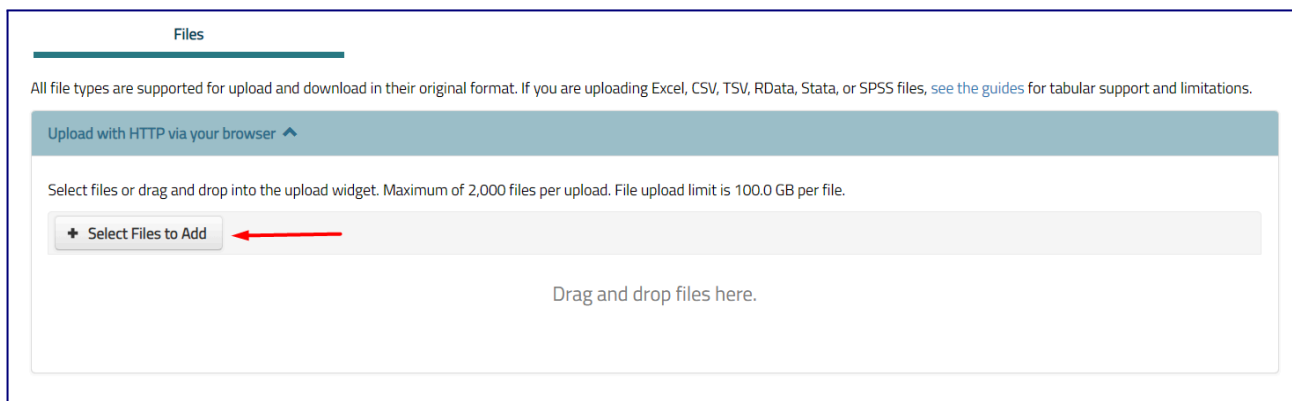 Files
All file types are supported for upload and download in their original format. If you are uploading Excel, CSV, TSV, RData, Stata, or SPSS files, see the guides for tabular support and limitations.
Upload with HTTP via your browser
Select files or drag and drop into the upload widget. Maximum of 2,000 files per upload. File upload limit is 100.0 GB per file.
+ Select Files to Add
Drag and drop files here.